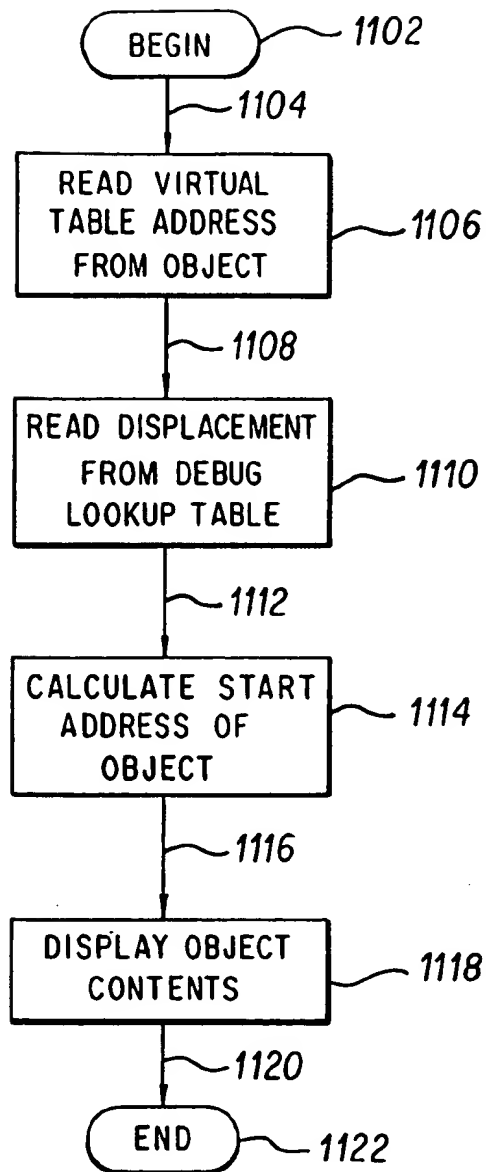 BEGIN
1102
1104
READ VIRTUAL
TABLE ADDRESS
FROM OBJECT
1106
1108
READ DISPLACEMENT
FROM DEBUG
LOOKUP TABLE
1110
1112
CALCULATE START
ADDRESS OF
OBJECT
1114
1116
DISPLAY OBJECT
CONTENTS
1118
1120
END
1122